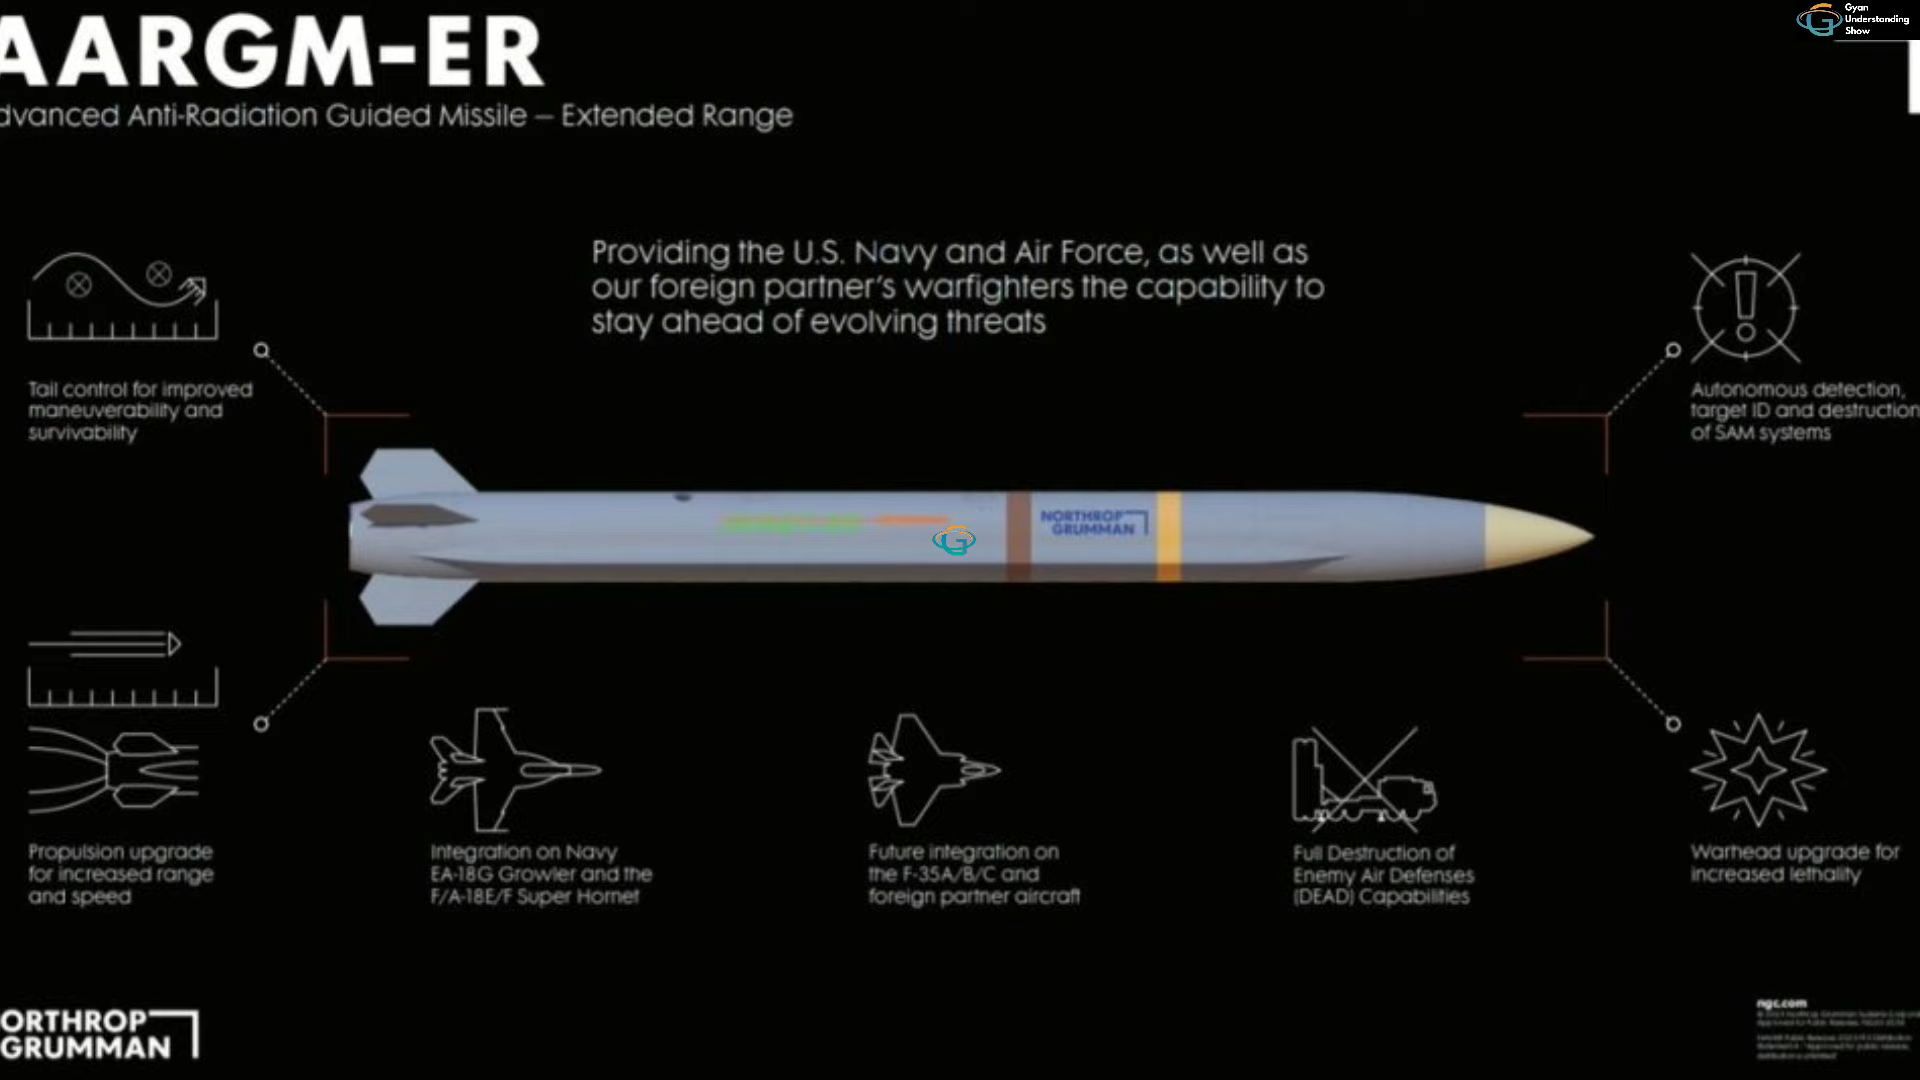 Gyan
Understanding
Show
AARGM-ER
dvanced Anti-Radiation Guided Missile – Extended Range
Providing the U.S. Navy and Air Force, as well as
our foreign partner's warfighters the capability to
stay ahead of evolving threats
Tail control for improved
maneuverability and
survivability
Autonomous detection,
target ID and destruction
of SAM systems
NORTHROP
GRUMMAN
Propulsion upgrade
for increased range
and speed
Integration on Navy
EA-18G Growler and the
F/A-18E/F Super Hornet
Future integration on
the F-35A/B/C and
foreign partner aircraft
Full Destruction of
Enemy Air Defenses
(DEAD) Capabilities
Warhead upgrade for
increased lethality
ORTHROP
GRUMMAN
ngc.com